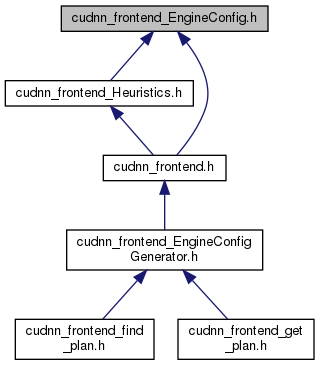 cudnn_frontend_EngineConfig.h
cudnn_frontend_Heuristics.h
cudnn_frontend.h
cudnn_frontend_EngineConfig
Generator.h
cudnn_frontend_find
_plan.h
cudnn_frontend_get
_plan.h